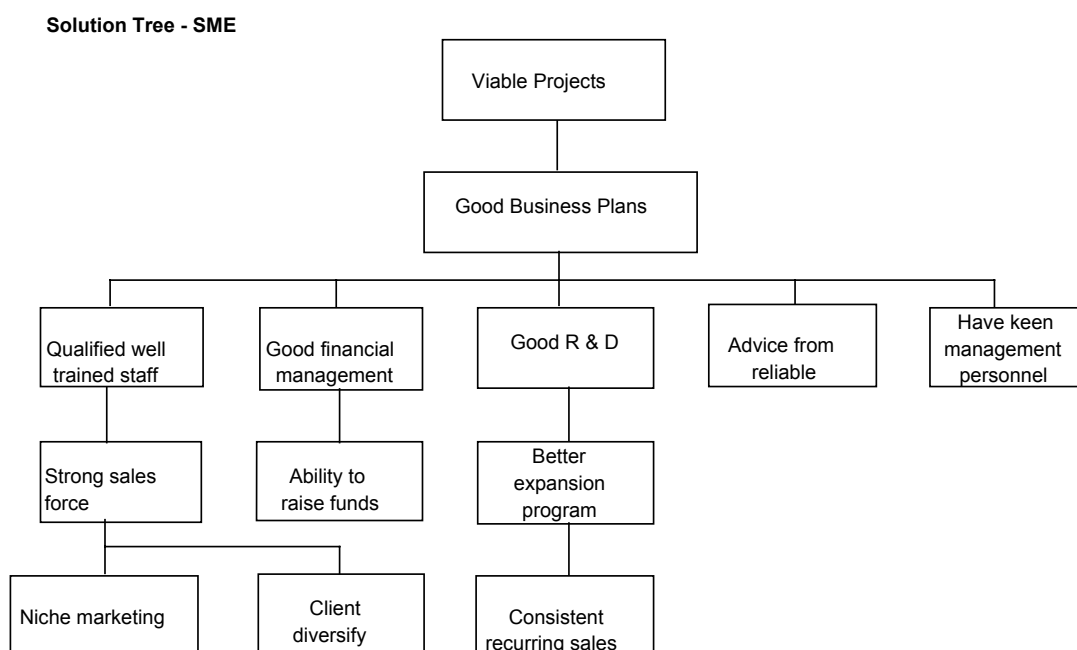 Solution Tree - SME
Viable Projects
Good Business Plans
Qualified well
trained staff
Good financial
management
Good R & D
Advice from
reliable
Have keen
management
personnel
Strong sales
force
Ability to
raise funds
Better
expansion
program
Niche marketing
Client
diversify
Consistent
recurring sales